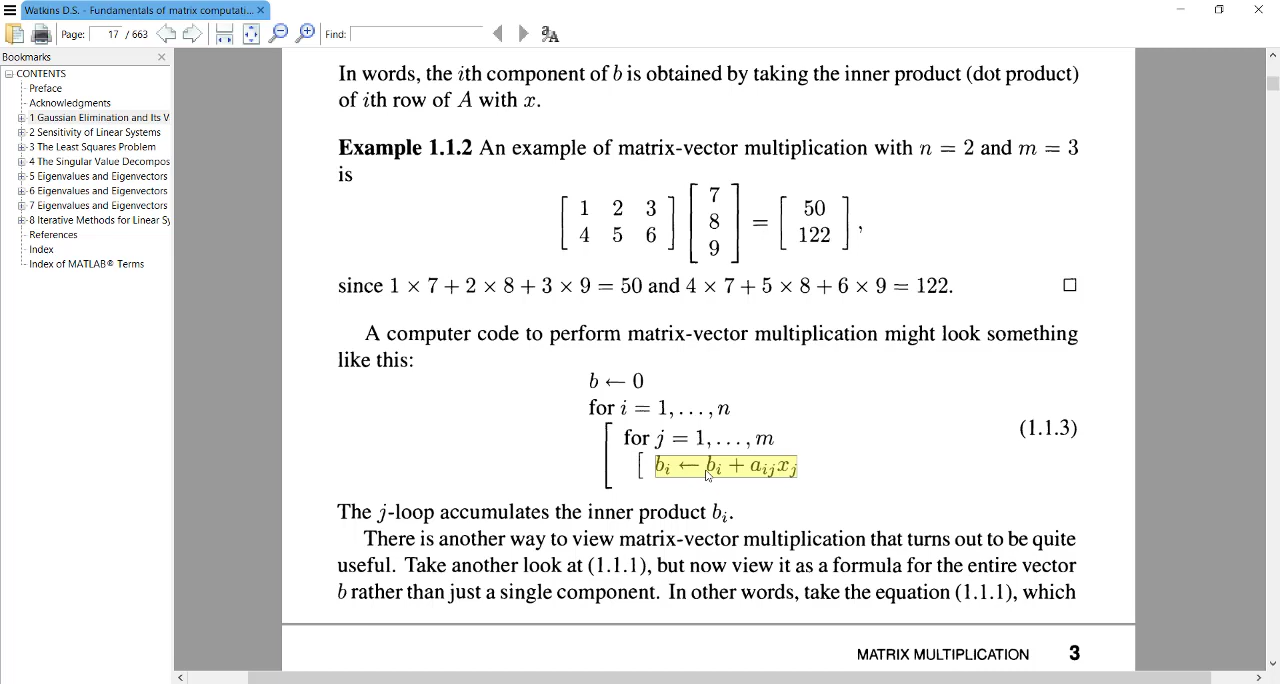 Watkins D.S. - Fundamentals of matrix computati...
Page: 17 / 663 Find:
Bookmarks
CONTENTS
Preface
Acknowledgments
1 Gaussian Elimination and Its V
2 Sensitivity of Linear Systems
3 The Least Squares Problem
4 The Singular Value Decompos
5 Eigenvalues and Eigenvectors
6 Eigenvalues and Eigenvectors
7 Eigenvalues and Eigenvectors
8 Iterative Methods for Linear Sy
References
Index
Index of MATLAB® Terms
In words, the ith component of b is obtained by taking the inner product (dot product)
of ith row of A with x.
Example 1.1.2 An example of matrix-vector multiplication with n = 2 and m = 3
is
[ 1 2 3 ; 4 5 6 ] [ 7 ; 8 ; 9 ] = [ 50 ; 122 ] ,
since 1 × 7 + 2 × 8 + 3 × 9 = 50 and 4 × 7 + 5 × 8 + 6 × 9 = 122. □
A computer code to perform matrix-vector multiplication might look something
like this:
b ← 0
for i = 1, . . . , n
for j = 1, . . . , m
b_i ← b_i + a_ij x_j
(1.1.3)
The j-loop accumulates the inner product b_i.
There is another way to view matrix-vector multiplication that turns out to be quite
useful. Take another look at (1.1.1), but now view it as a formula for the entire vector
b rather than just a single component. In other words, take the equation (1.1.1), which
MATRIX MULTIPLICATION 3